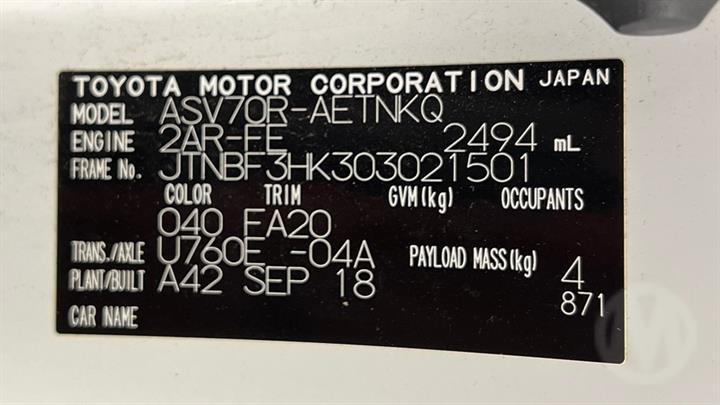 TOYOTA MOTOR CORPORATION JAPAN
MODEL ASV70R-AETNKQ
ENGINE 2AR-FE 2494 mL
FRAME No. JTNBF3HK303021501
COLOR TRIM GVM(kg) OCCUPANTS
040 FA20
TRANS./AXLE U760E -04A PAYLOAD MASS(kg) 4
PLANT/BUILT A42 SEP 18 871
CAR NAME
M